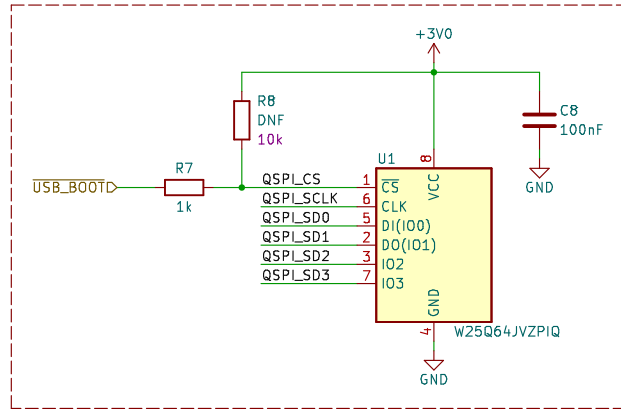 +3V0
R8
DNF
10k
C8
100nF
GND
U1
8
VCC
R7
1k
USB_BOOT
QSPI_CS
1
CS
QSPI_SCLK
6
CLK
QSPI_SD0
5
DI(IO0)
QSPI_SD1
2
DO(IO1)
QSPI_SD2
3
IO2
QSPI_SD3
7
IO3
GND
4
W25Q64JVZPIQ
GND